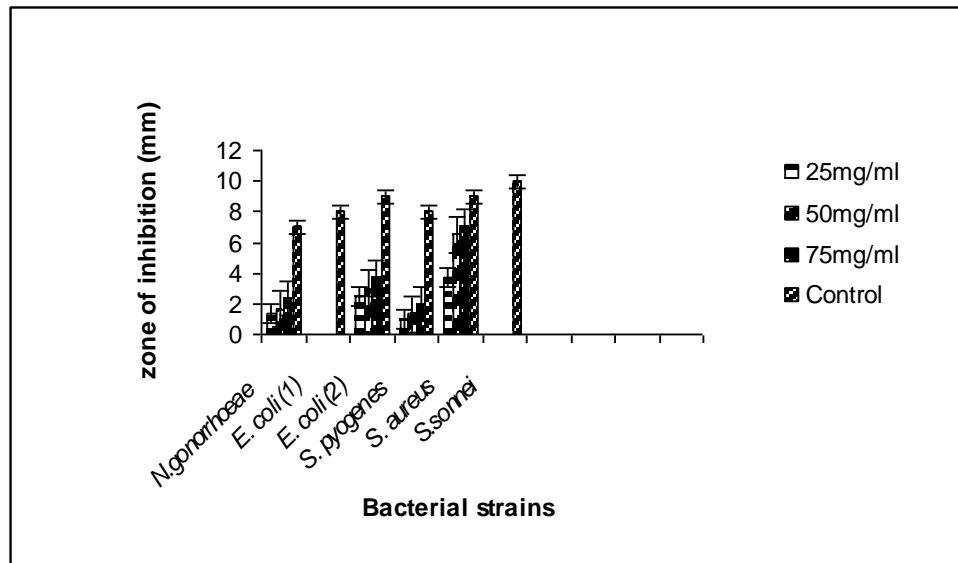 zone of inhibition (mm)
12
10
8
6
4
2
0
N.gonorrhoeae
E. coli (1)
E. coli (2)
S. pyogenes
S. aureus
S.sonnei
Bacterial strains
25mg/ml
50mg/ml
75mg/ml
Control